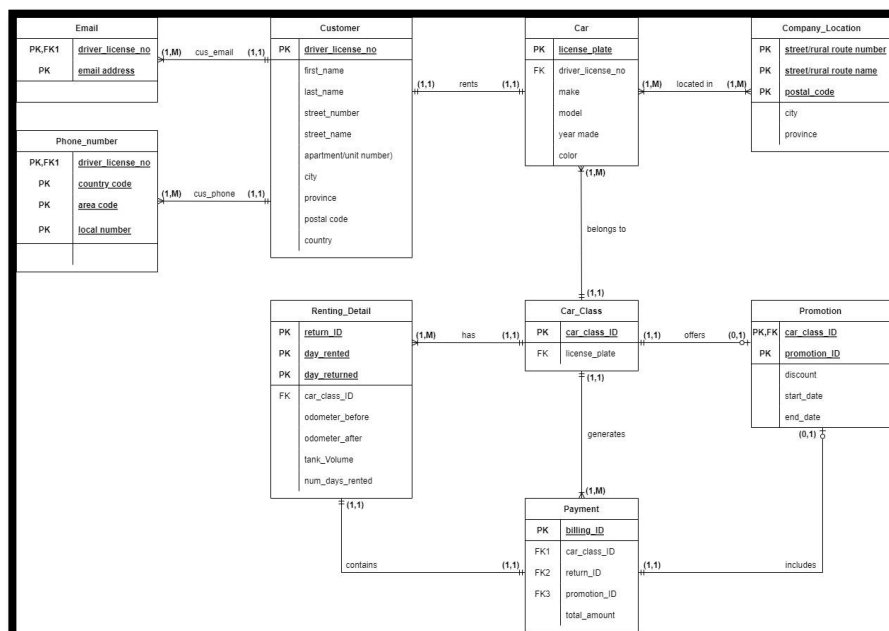 Email
PK,FK1 driver_license_no
PK email address
(1,M) cus_email (1,1)
Customer
PK driver_license_no
first_name
last_name
street_number
street_name
apartment/unit number)
city
province
postal code
country
Phone_number
PK,FK1 driver_license_no
PK country code
PK area code
PK local number
(1,M) cus_phone (1,1)
(1,1) rents (1,1)
Car
PK license_plate
FK driver_license_no
make
model
year made
color
(1,M) located in (1,M)
Company_Location
PK street/rural route number
PK street/rural route name
PK postal_code
city
province
(1,M)
belongs to
(1,1)
Renting_Detail
PK return_ID
PK day_rented
PK day_returned
FK car_class_ID
odometer_before
odometer_after
tank_Volume
num_days_rented
(1,M) has (1,1)
Car_Class
PK car_class_ID
FK license_plate
(1,1) offers (0,1)
Promotion
PK,FK car_class_ID
PK promotion_ID
discount
start_date
end_date
(1,1)
generates
(1,M)
(0,1)
(1,1)
contains (1,1)
Payment
PK billing_ID
FK1 car_class_ID
FK2 return_ID
FK3 promotion_ID
total_amount
(1,1) includes